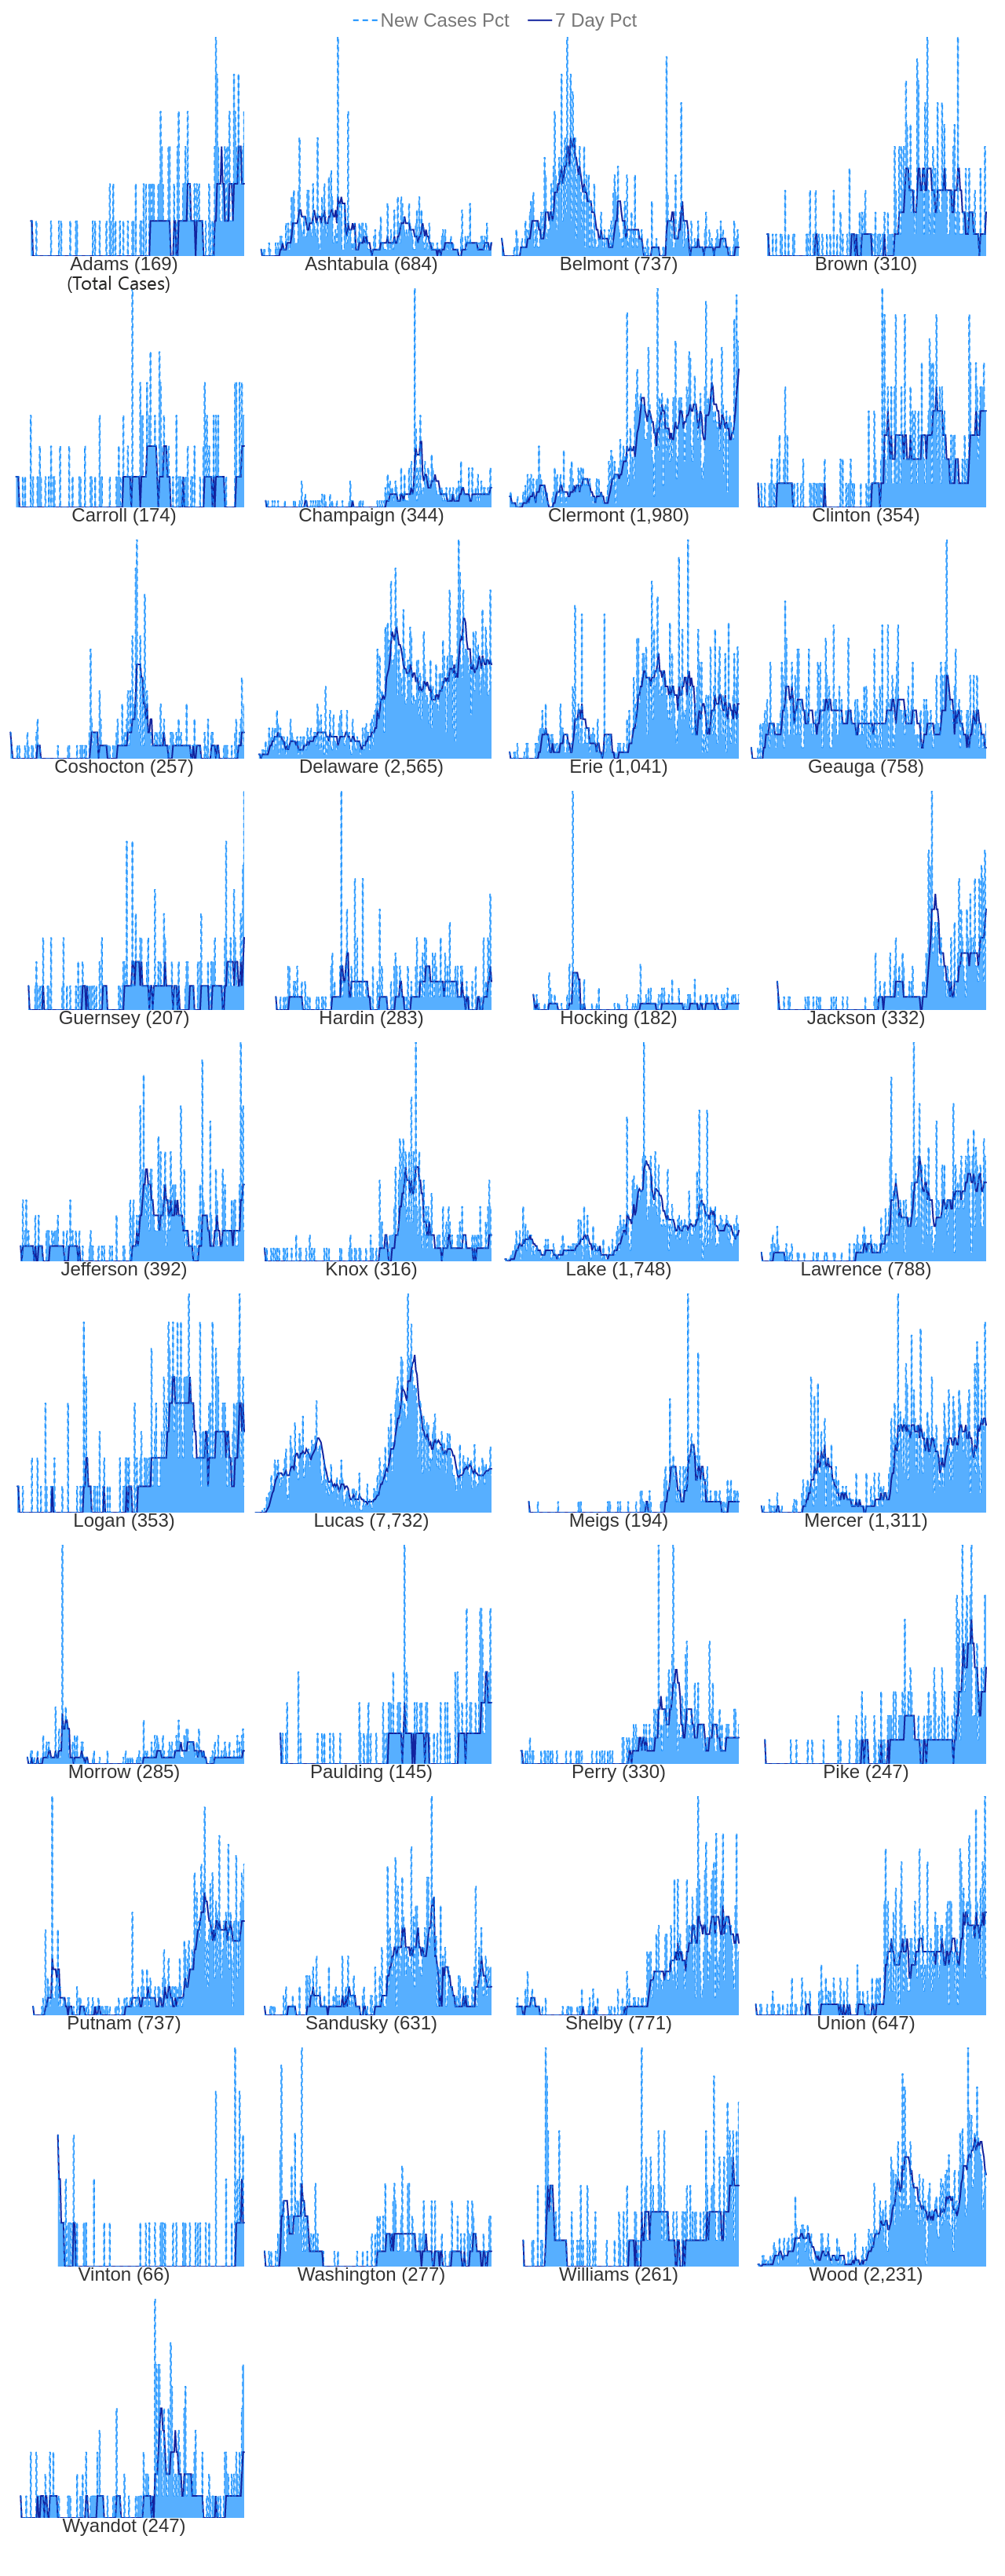 New Cases Pct 7 Day Pct
Adams (169) Ashtabula (684) Belmont (737) Brown (310)
(Total Cases)
Carroll (174) Champaign (344) Clermont (1,980) Clinton (354)
Coshocton (257) Delaware (2,565) Erie (1,041) Geauga (758)
Guernsey (207) Hardin (283) Hocking (182) Jackson (332)
Jefferson (392) Knox (316) Lake (1,748) Lawrence (788)
Logan (353) Lucas (7,732) Meigs (194) Mercer (1,311)
Morrow (285) Paulding (145) Perry (330) Pike (247)
Putnam (737) Sandusky (631) Shelby (771) Union (647)
Vinton (66) Washington (277) Williams (261) Wood (2,231)
Wyandot (247)